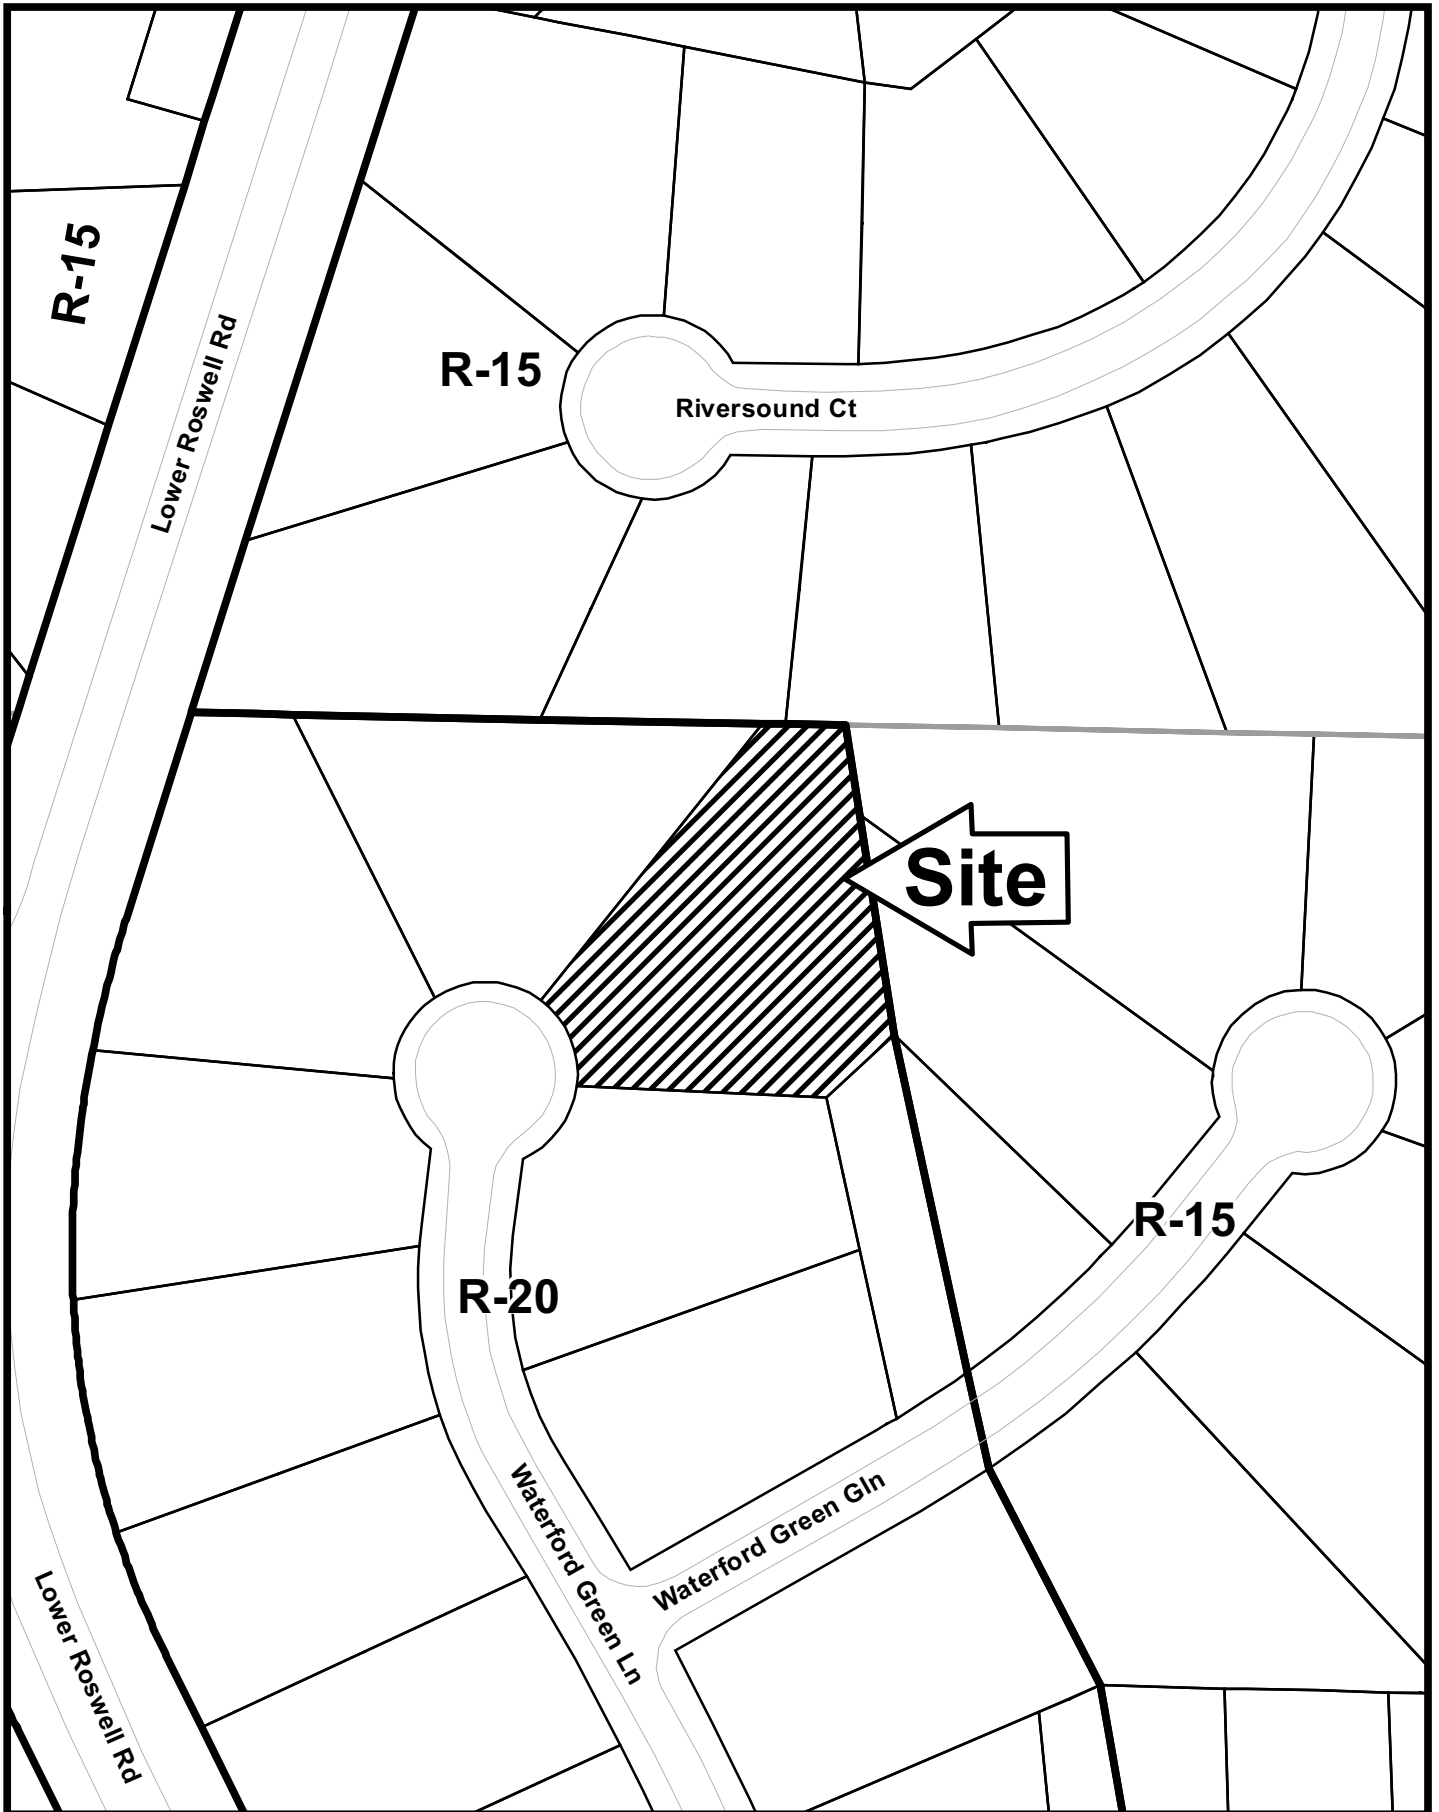 R-15
Lower Roswell Rd
R-15
Riversound Ct
Site
R-15
R-20
Waterford Green Ln
Waterford Green Gln
Lower Roswell Rd